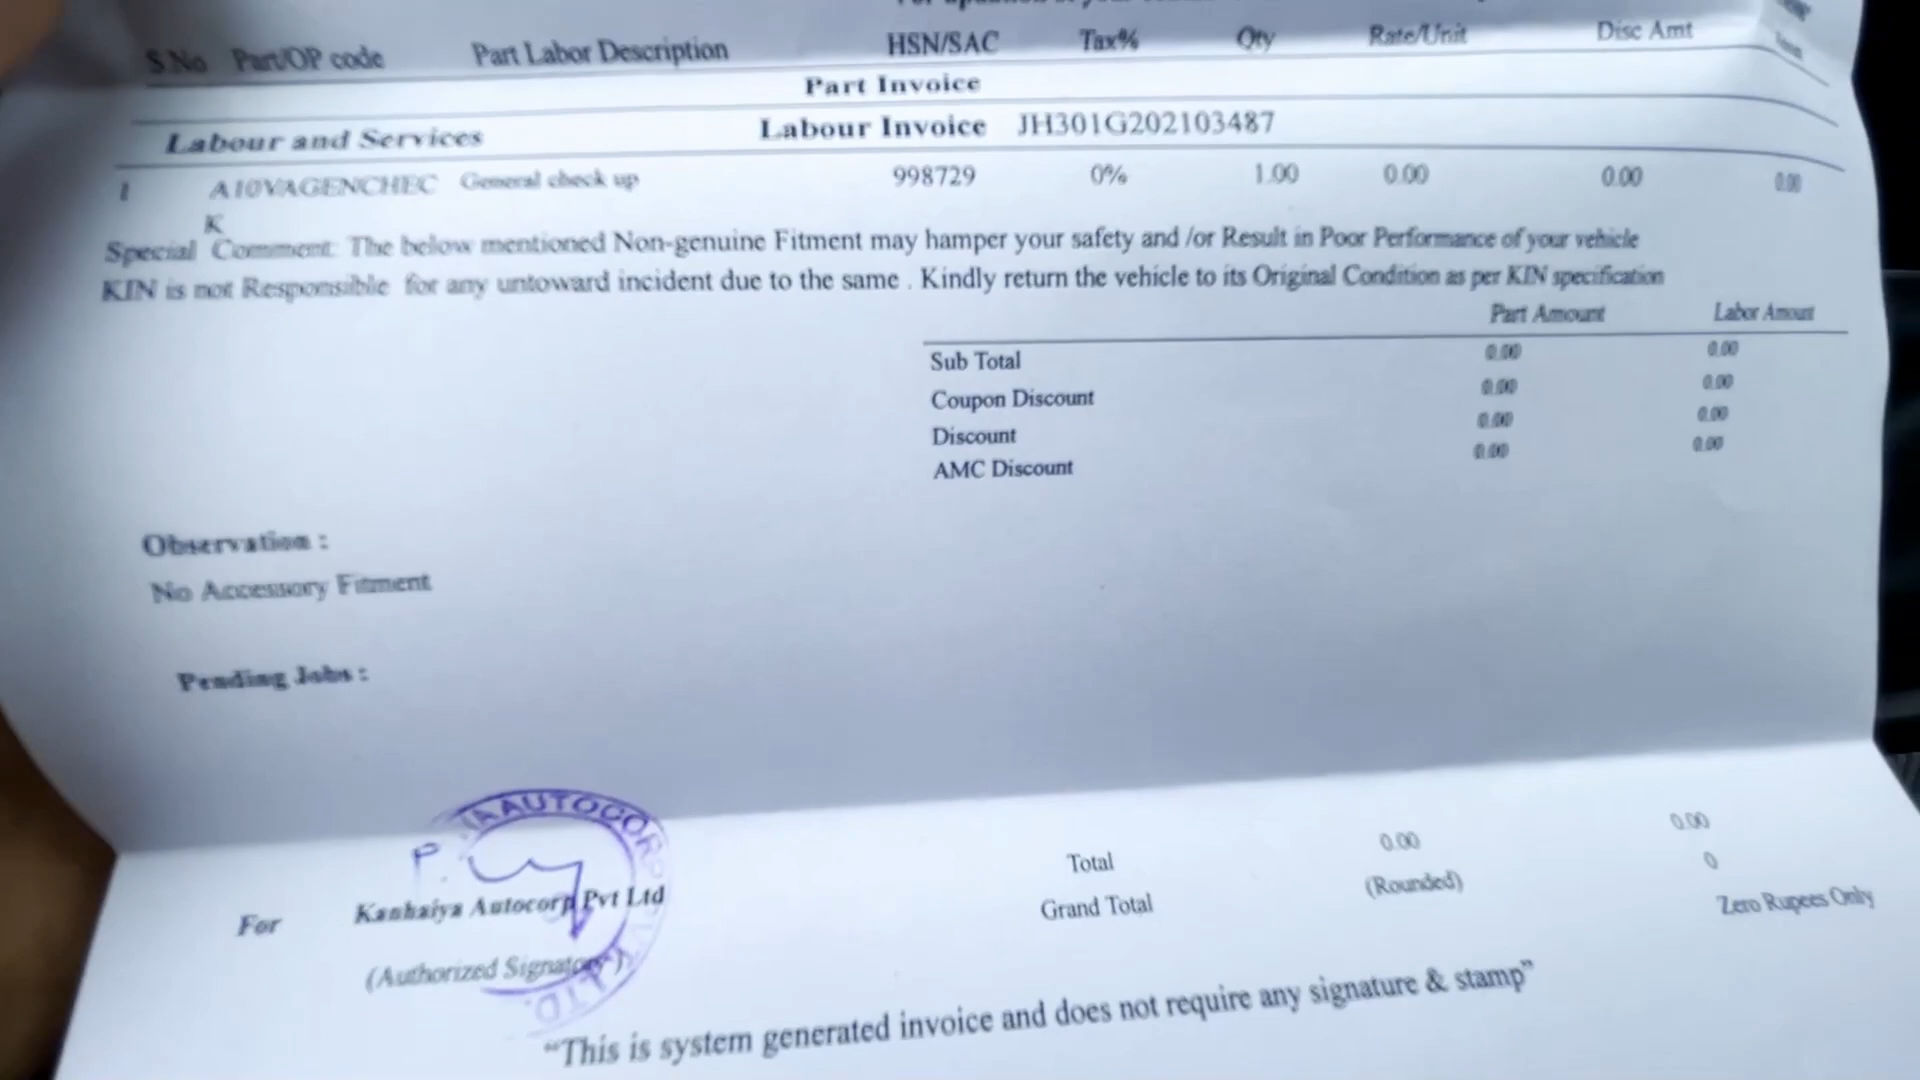 S.No Part/OP code Part Labor Description HSN/SAC Tax% Qty Rate/Unit Disc Amt
Part Invoice
Labour and Services Labour Invoice JH301G202103487
1 A10VAGENCHEC General check up 998729 0% 1.00 0.00 0.00 0.00
K
Special Comment: The below mentioned Non-genuine Fitment may hamper your safety and /or Result in Poor Performance of your vehicle
KIN is not Responsible for any untoward incident due to the same . Kindly return the vehicle to its Original Condition as per KIN specification
Part Amount Labor Amount
Sub Total 0.00 0.00
Coupon Discount 0.00 0.00
Discount 0.00 0.00
AMC Discount 0.00 0.00
Observation :
No Accessory Fitment
Pending Jobs :
AUTOCORP
Total 0.00 0.00
Grand Total (Rounded) 0
Zero Rupees Only
For Kanhaiya Autocorp Pvt Ltd
(Authorized Signatory)
LTD.
"This is system generated invoice and does not require any signature & stamp"